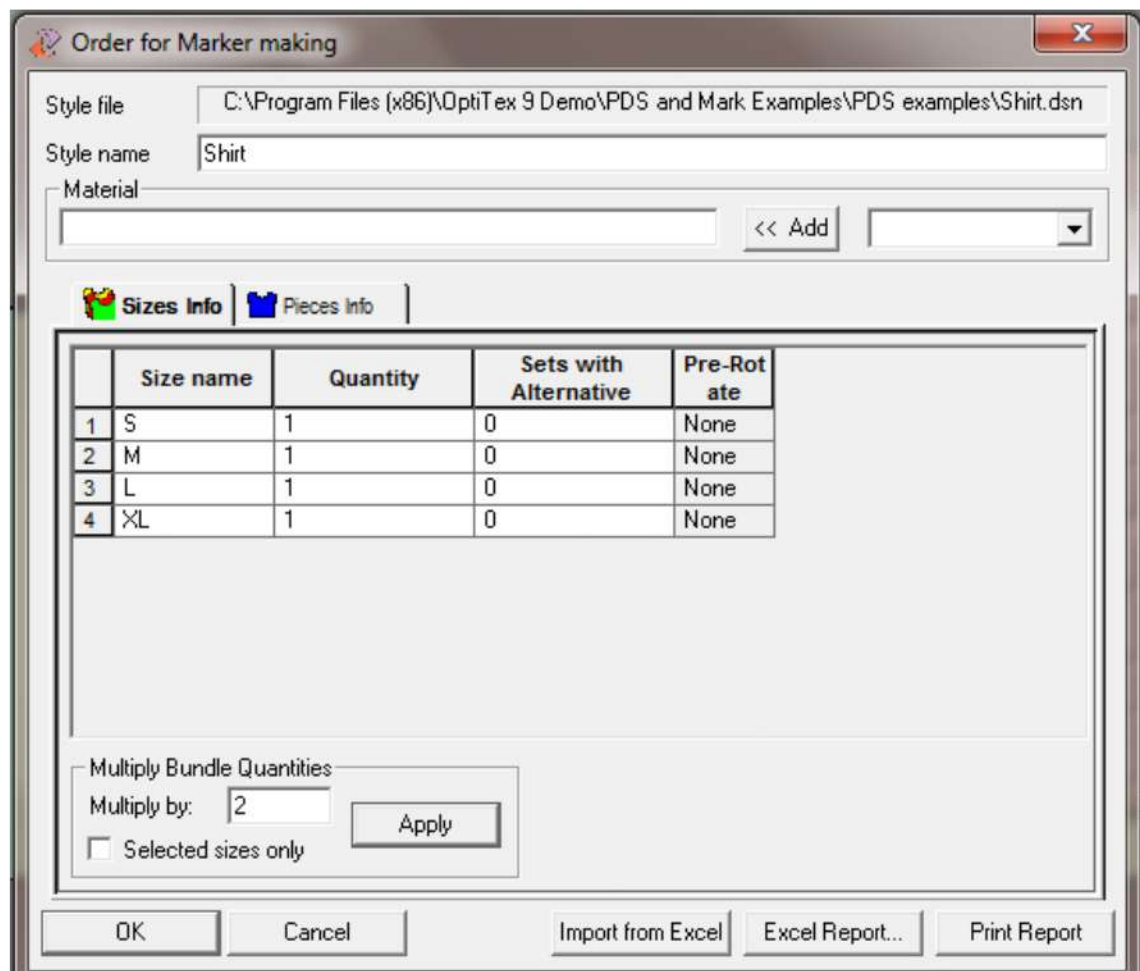 Order for Marker making
Style file C:\Program Files (x86)\OptiTex 9 Demo\PDS and Mark Examples\PDS examples\Shirt.dsn
Style name Shirt
Material
<< Add
Sizes Info Pieces Info
Size name Quantity Sets with Alternative Pre-Rot ate
1 S 1 0 None
2 M 1 0 None
3 L 1 0 None
4 XL 1 0 None
Multiply Bundle Quantities
Multiply by: 2
Apply
Selected sizes only
OK Cancel Import from Excel Excel Report... Print Report